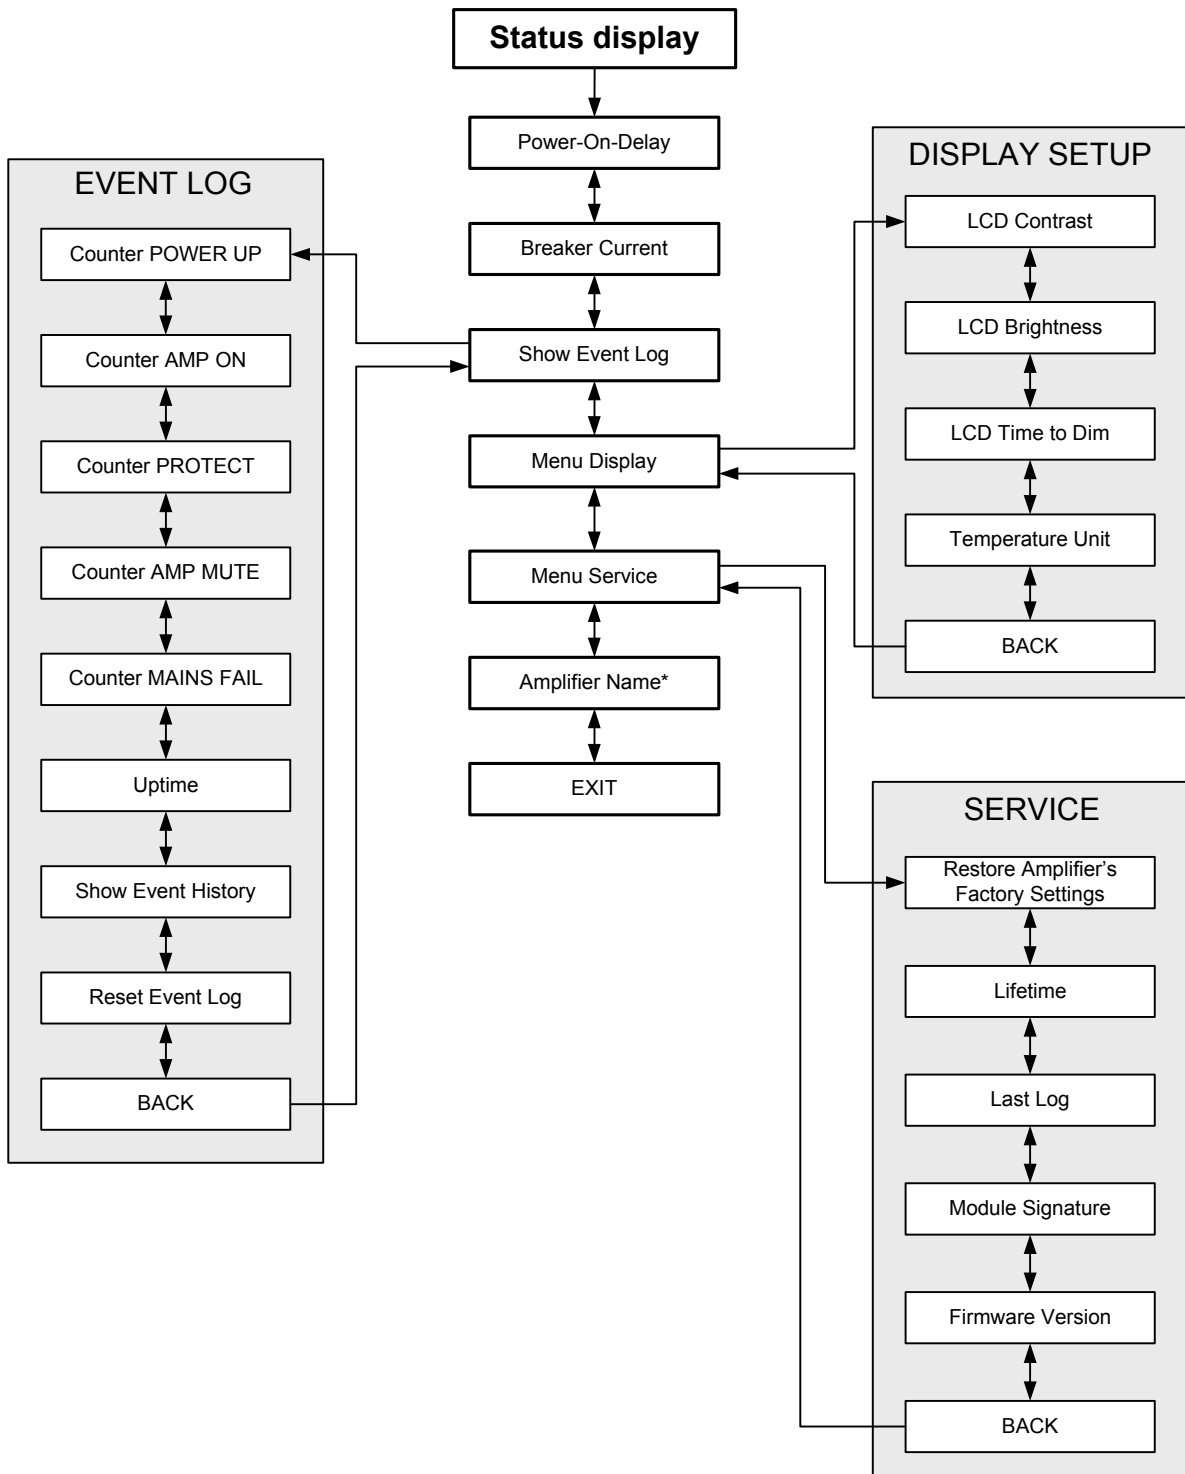 Status display
Power-On-Delay
Breaker Current
Show Event Log
Menu Display
Menu Service
Amplifier Name*
EXIT
EVENT LOG
Counter POWER UP
Counter AMP ON
Counter PROTECT
Counter AMP MUTE
Counter MAINS FAIL
Uptime
Show Event History
Reset Event Log
BACK
DISPLAY SETUP
LCD Contrast
LCD Brightness
LCD Time to Dim
Temperature Unit
BACK
SERVICE
Restore Amplifier’s
Factory Settings
Lifetime
Last Log
Module Signature
Firmware Version
BACK